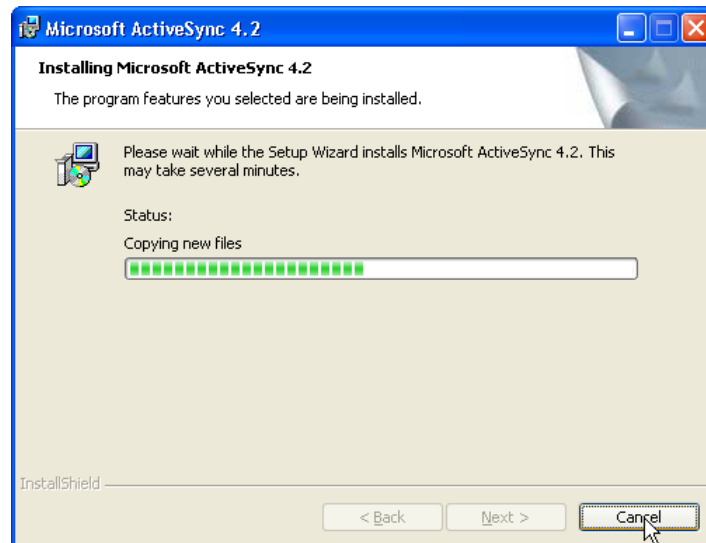 Microsoft ActiveSync 4.2
Installing Microsoft ActiveSync 4.2
The program features you selected are being installed.
Please wait while the Setup Wizard installs Microsoft ActiveSync 4.2. This
may take several minutes.
Status:
Copying new files
InstallShield
< Back
Next >
Cancel